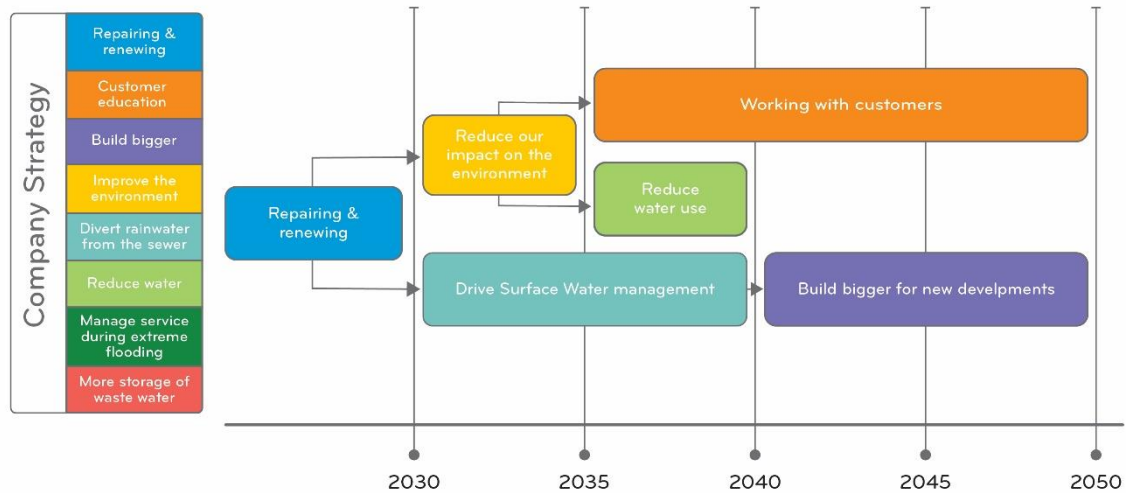 Company Strategy
Repairing &
renewing
Customer
education
Build bigger
Improve the
environment
Divert rainwater
from the sewer
Reduce water
Manage service
during extreme
flooding
More storage of
waste water
Repairing &
renewing
Reduce our
impact on the
environment
Working with customers
Reduce
water use
Drive Surface Water management
Build bigger for new develpments
2030
2035
2040
2045
2050